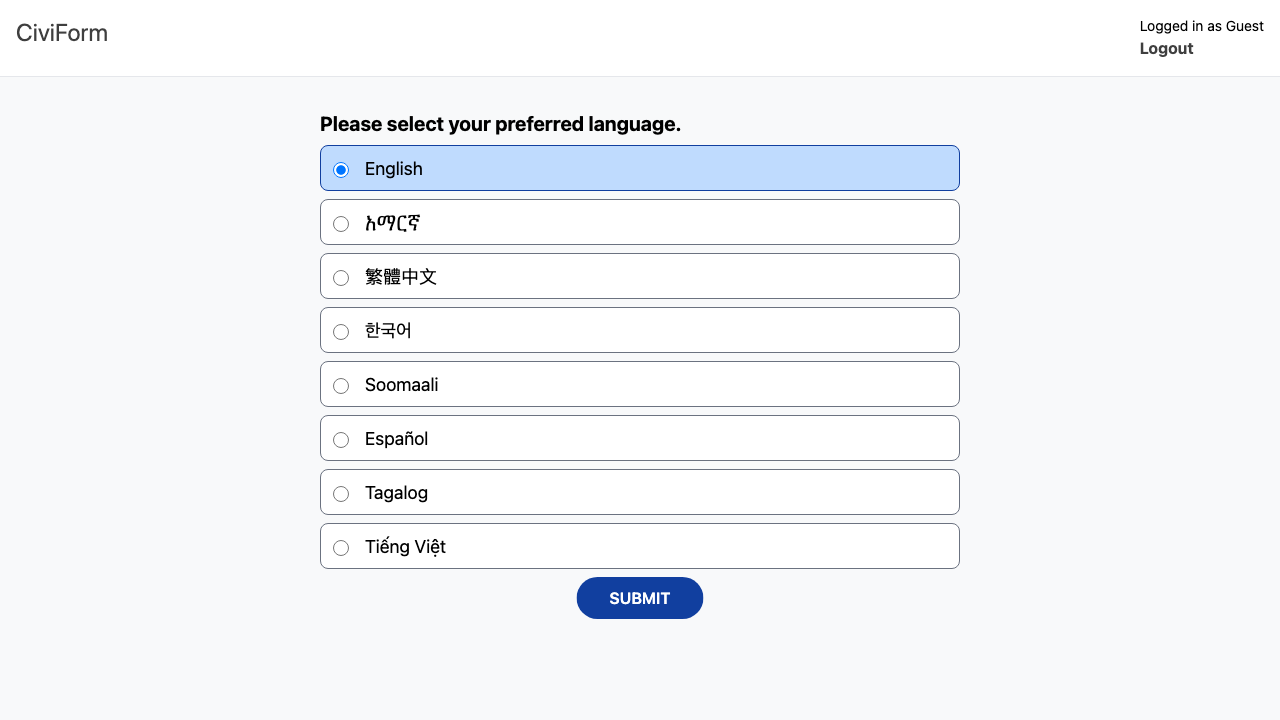 CiviForm
Logged in as Guest
Logout
Please select your preferred language.
English
አማርኛ
繁體中文
한국어
Soomaali
Español
Tagalog
Tiếng Việt
SUBMIT